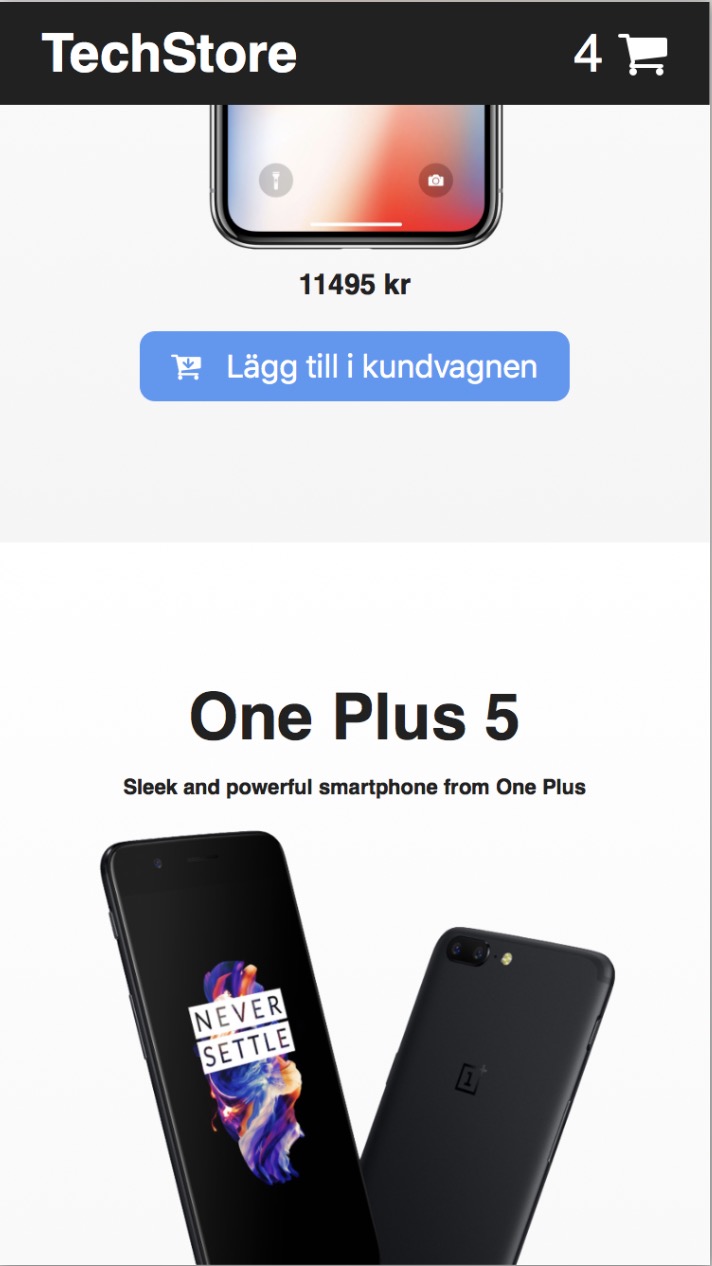 TechStore
4
11495 kr
Lägg till i kundvagnen
One Plus 5
Sleek and powerful smartphone from One Plus
NEVER
SETTLE
1+